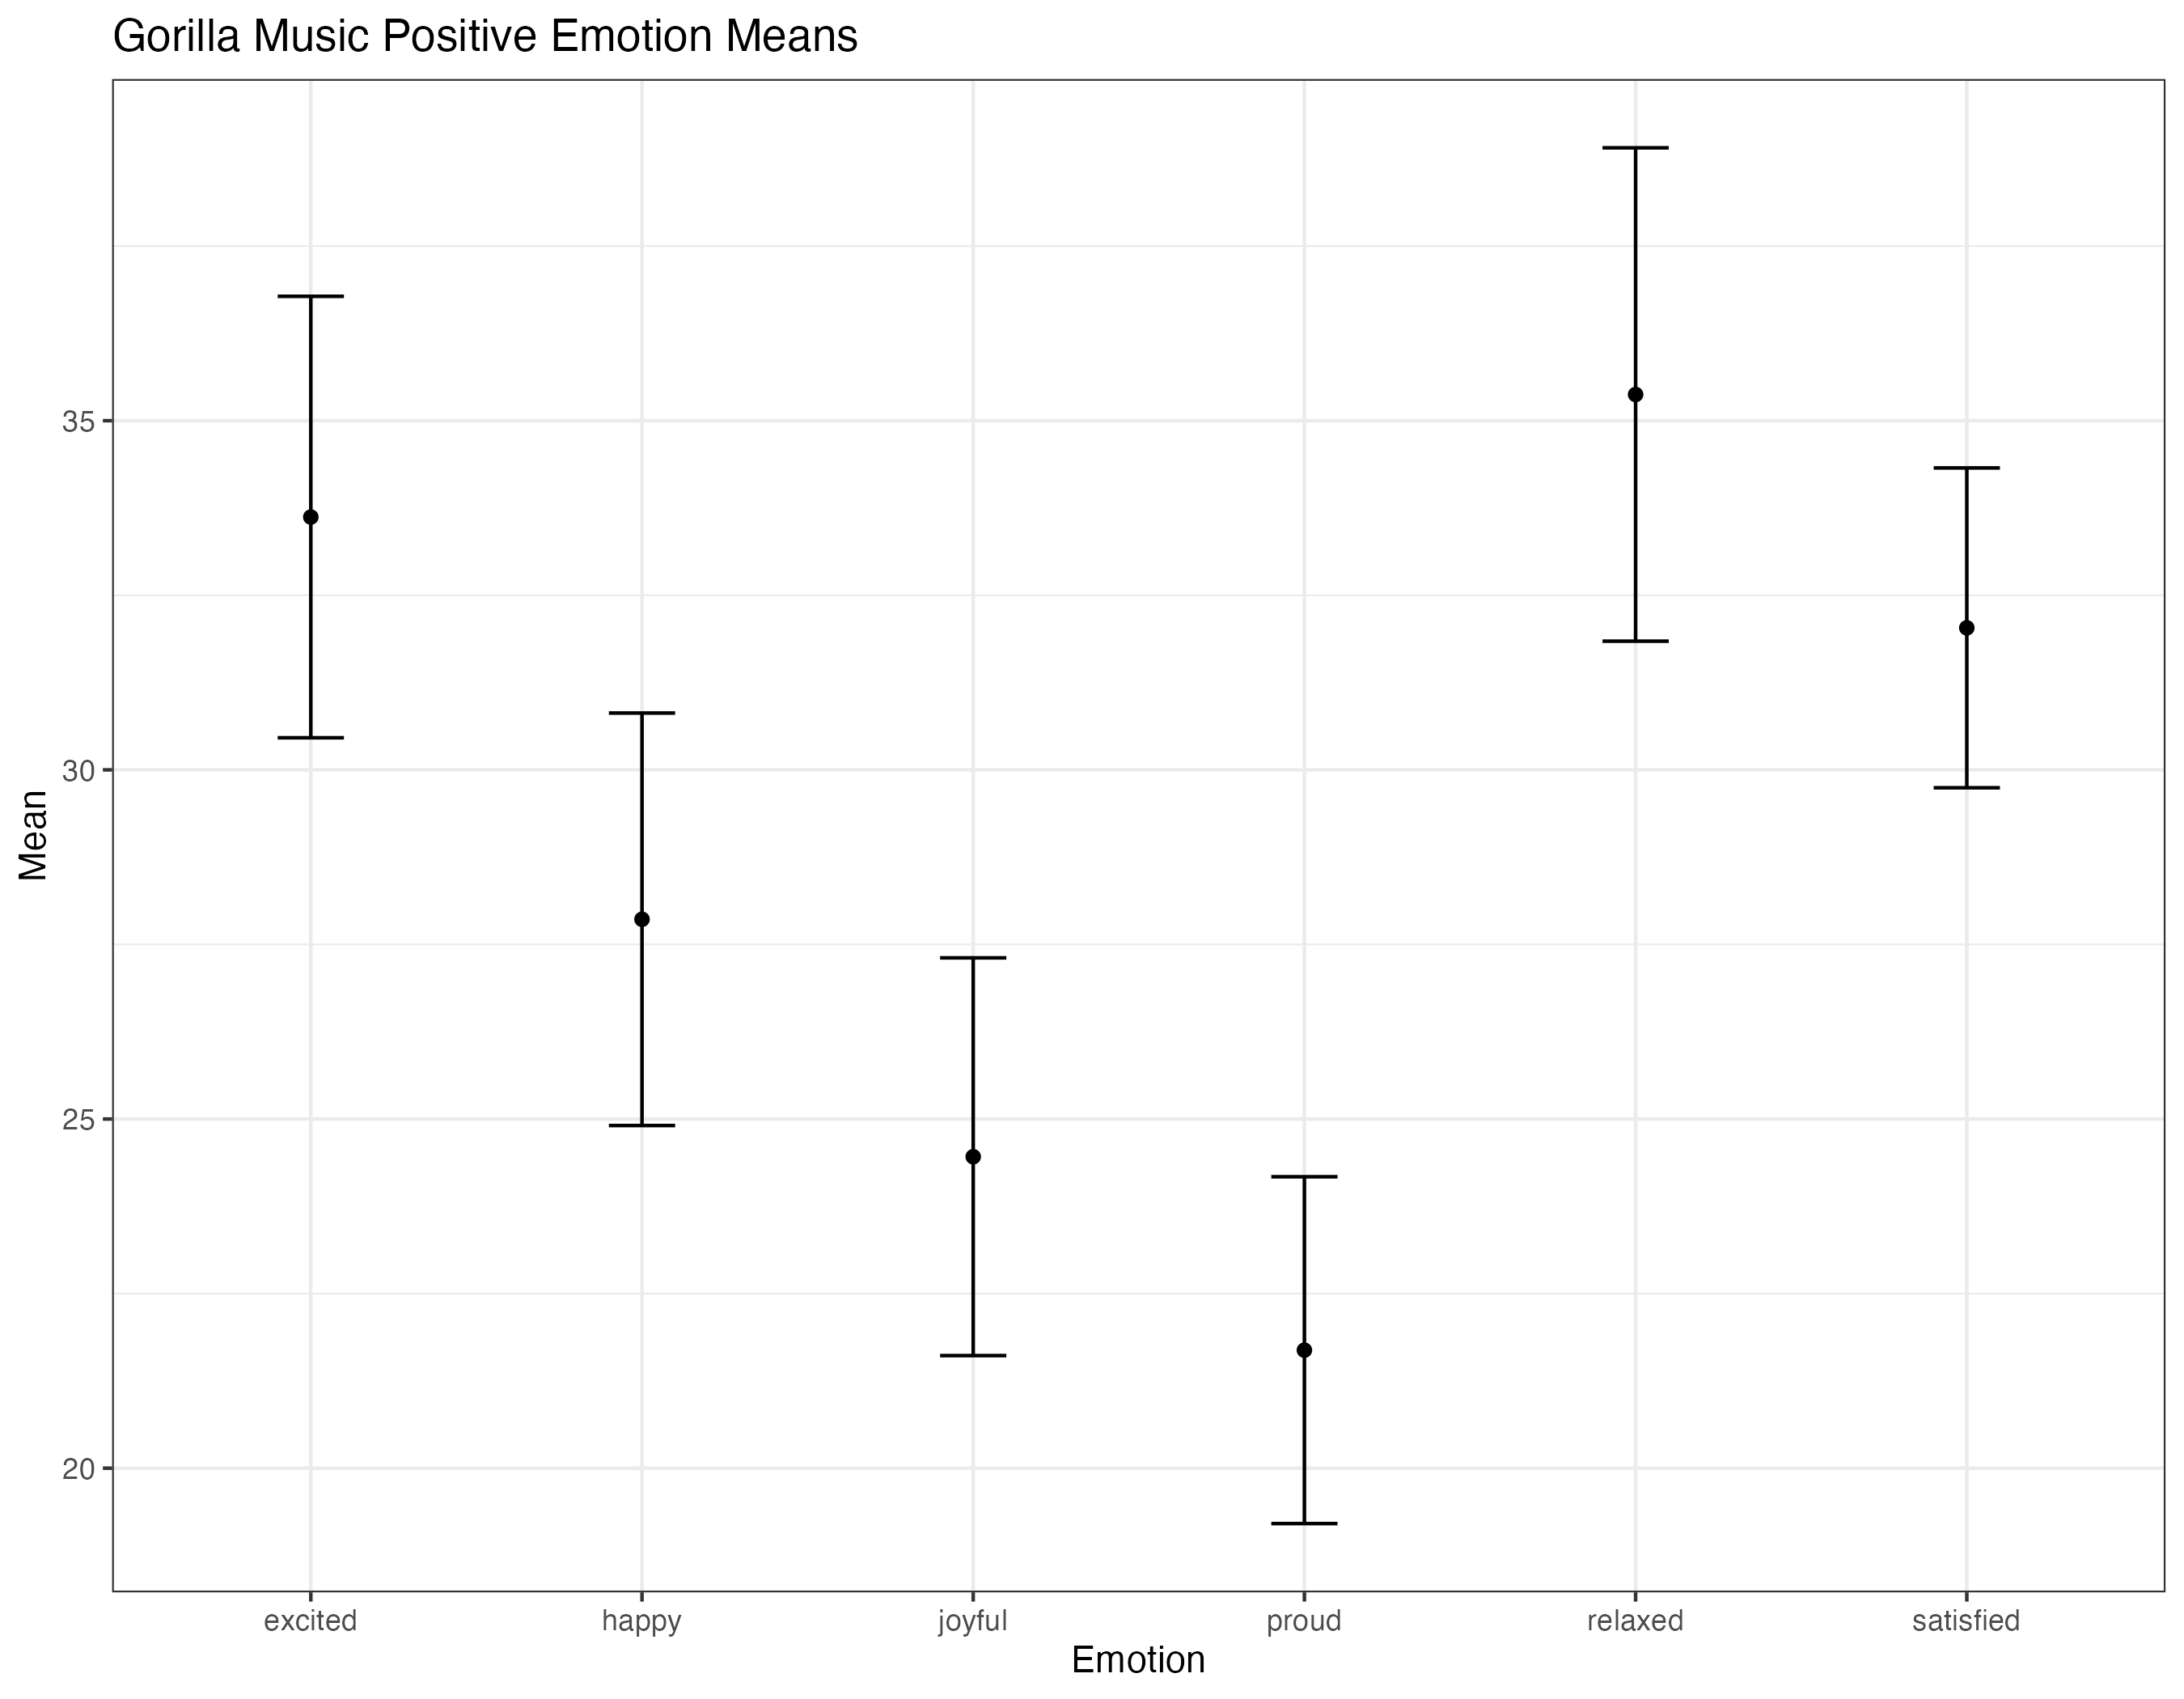 Gorilla Music Positive Emotion Means
Mean
35
30
25
20
excited happy joyful proud relaxed satisfied
Emotion